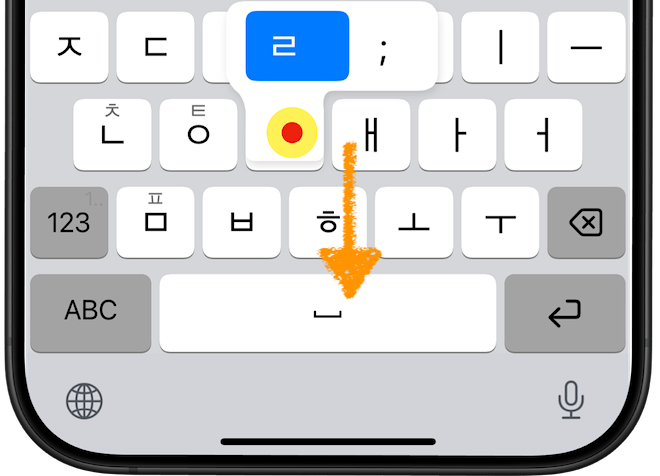 ㅈ ㄷ ㄹ ; ㅣ ㅡ
ㅊ ㅌ
ㄴ ㅇ ㅐ ㅏ ㅓ
1.. ㅍ
123 ㅁ ㅂ ㅎ ㅗ ㅜ
ABC